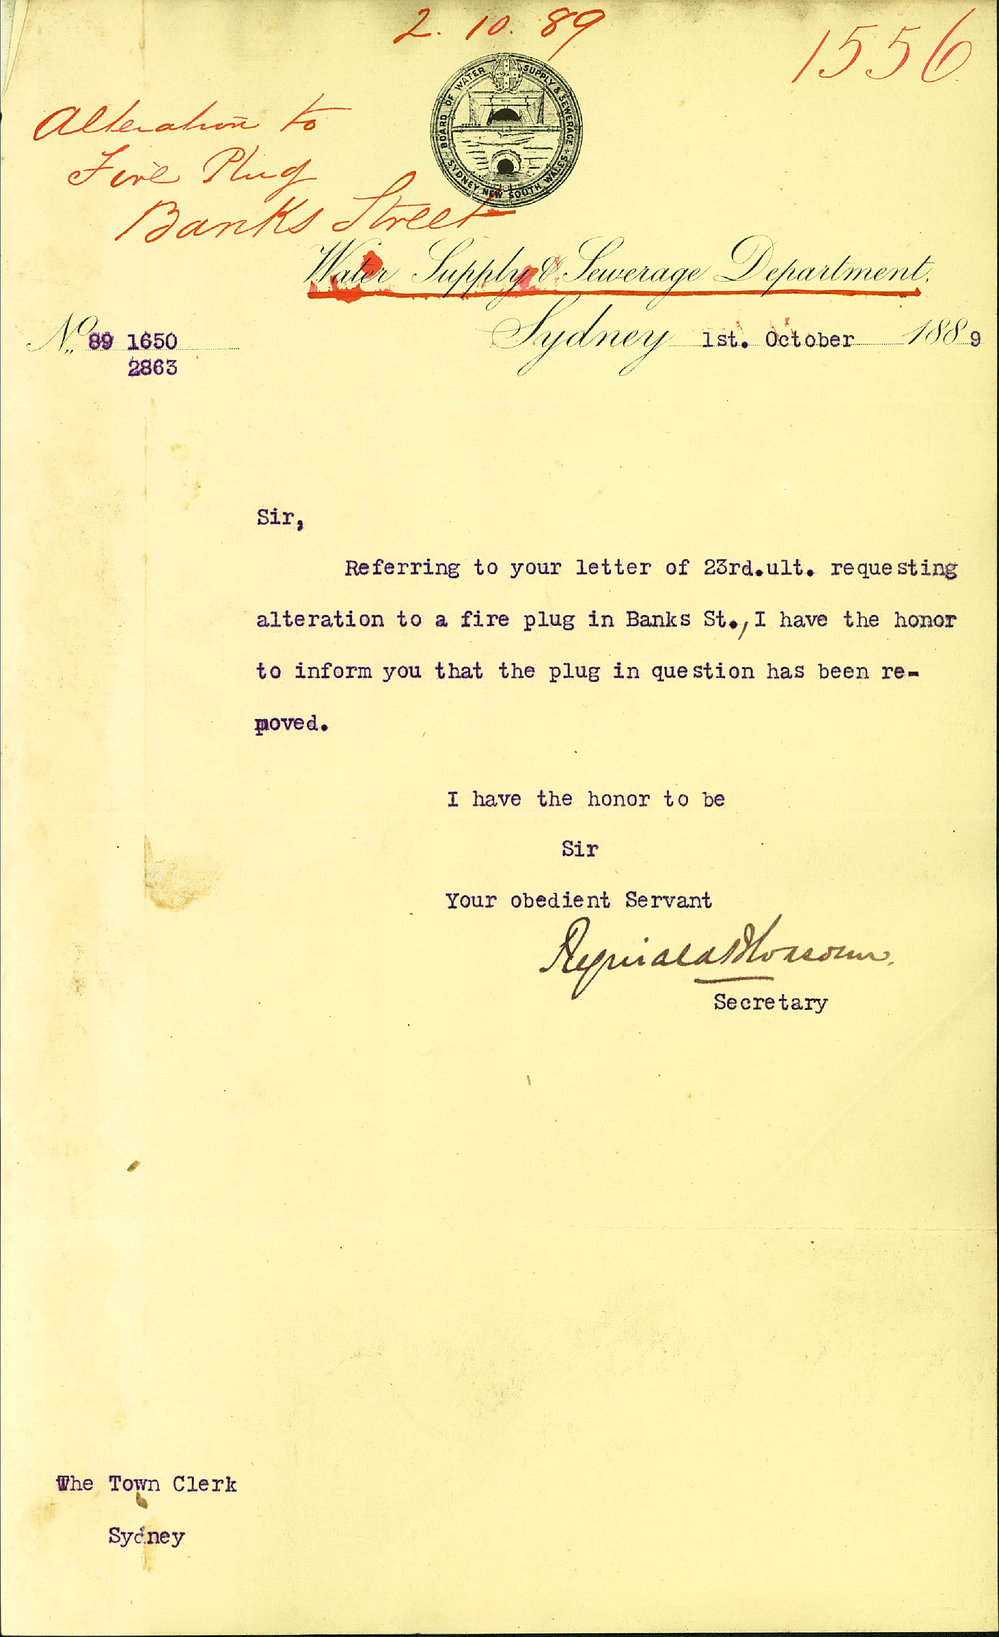 2. 10. 89
1556
Alteration to
Fire Plug
Banks Street
BOARD OF WATER SUPPLY & SEWERAGE
SYDNEY NEW SOUTH WALES
Water Supply & Sewerage Department.
No. 89 1650
2863
Sydney 1st. October 1889
Sir,
Referring to your letter of 23rd.ult. requesting
alteration to a fire plug in Banks St., I have the honor
to inform you that the plug in question has been re-
moved.
I have the honor to be
Sir
Your obedient Servant
Secretary
The Town Clerk
Sydney